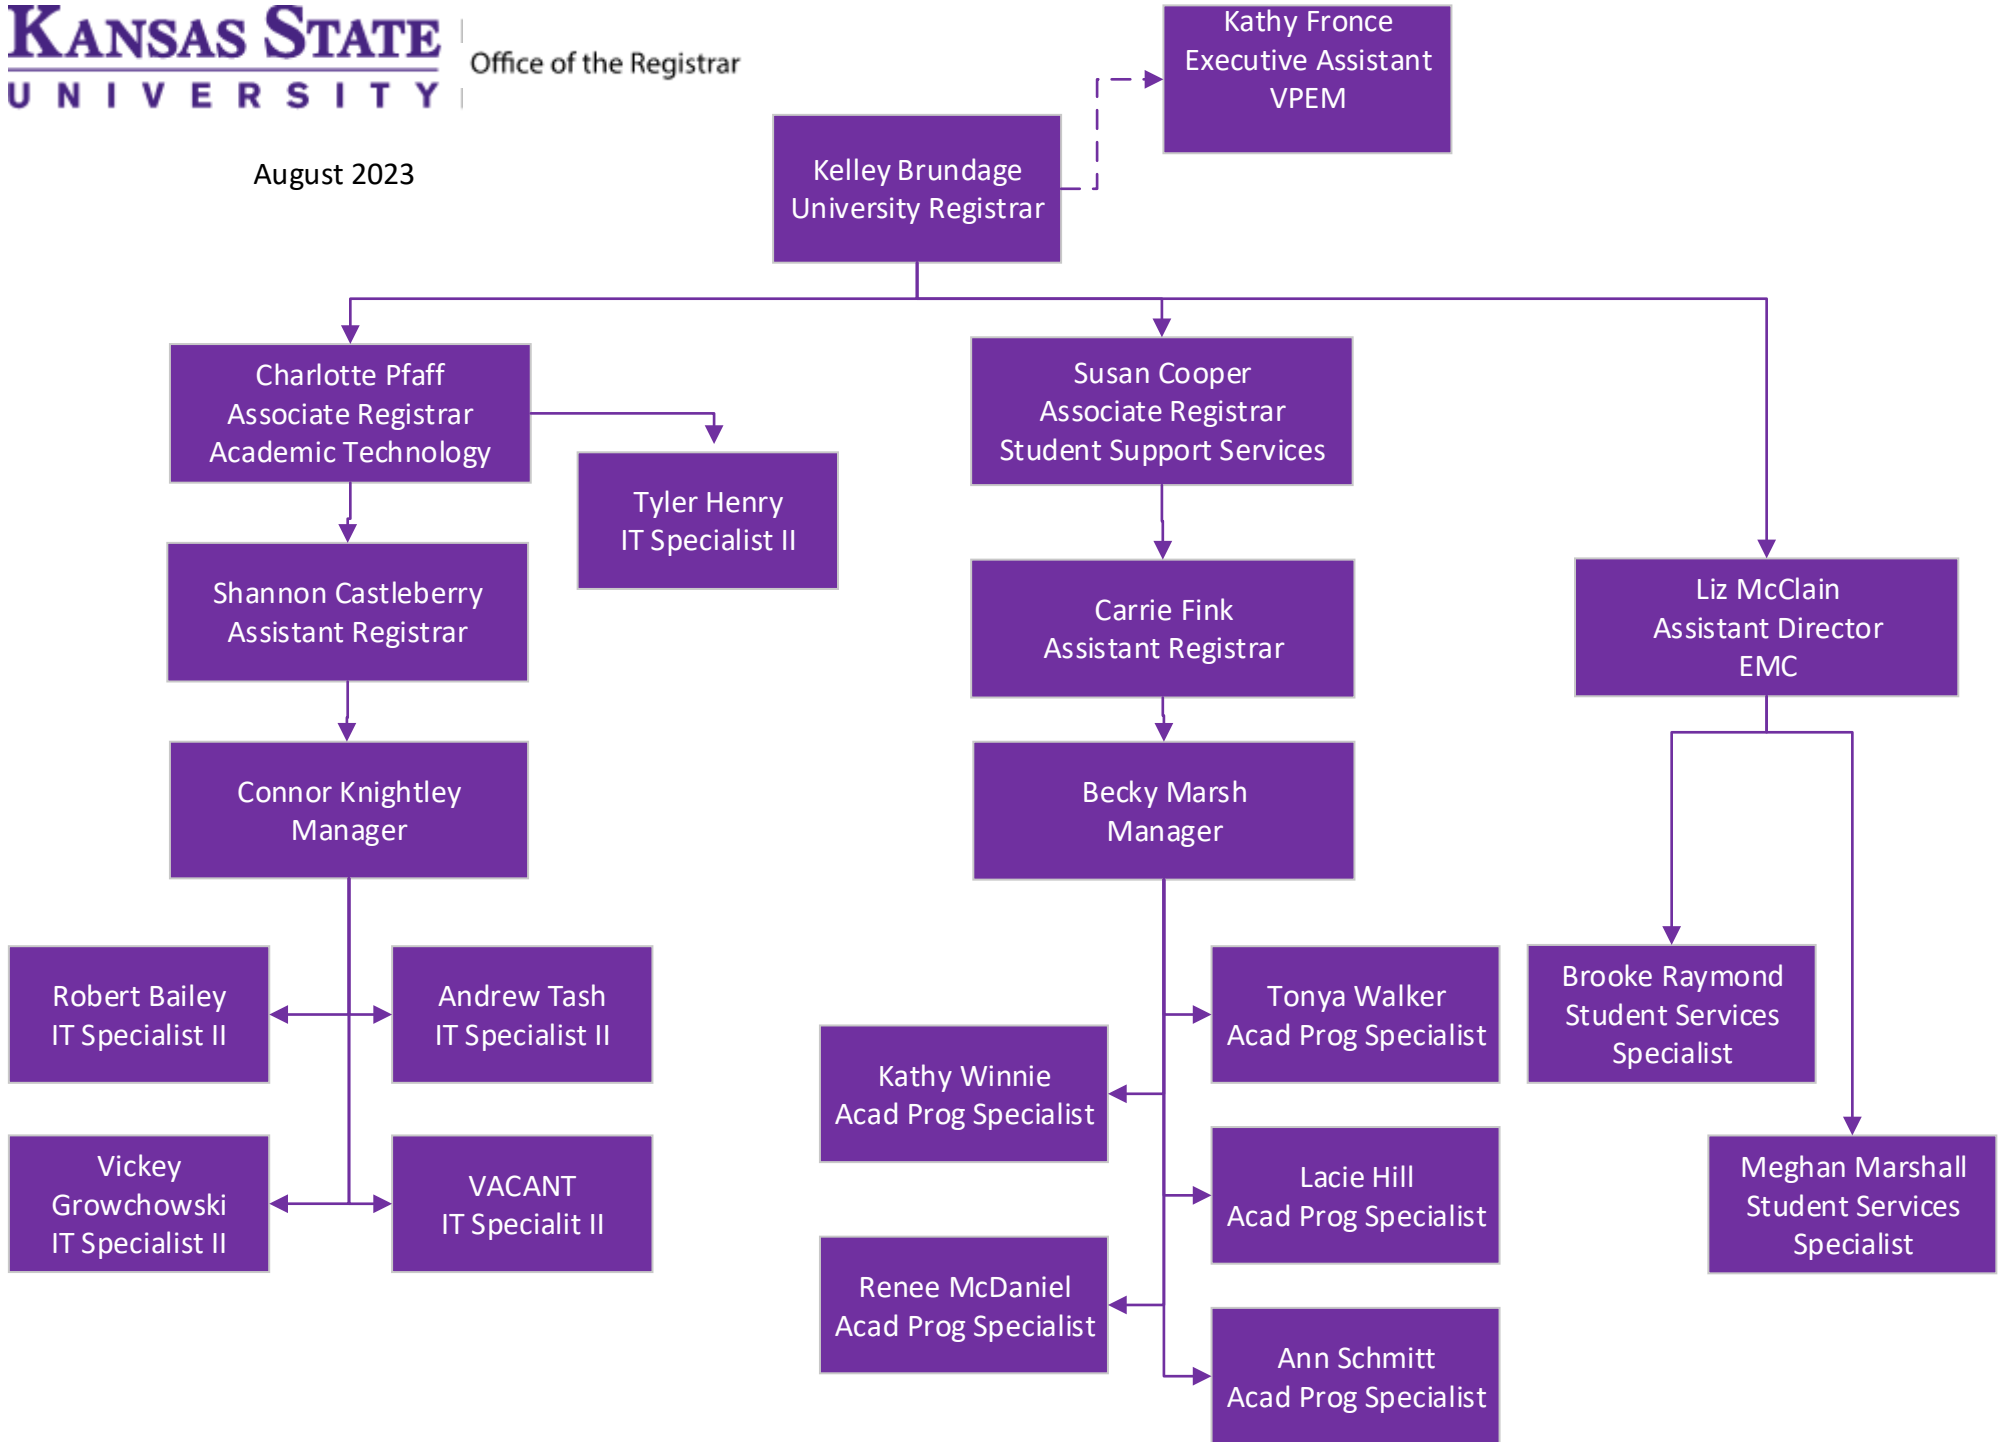 KANSAS STATE
UNIVERSITY
Office of the Registrar
August 2023
Kathy Fronce
Executive Assistant
VPEM
Kelley Brundage
University Registrar
Charlotte Pfaff
Associate Registrar
Academic Technology
Tyler Henry
IT Specialist II
Shannon Castleberry
Assistant Registrar
Connor Knightley
Manager
Robert Bailey
IT Specialist II
Andrew Tash
IT Specialist II
Vickey
Growchowski
IT Specialist II
VACANT
IT Specialit II
Susan Cooper
Associate Registrar
Student Support Services
Carrie Fink
Assistant Registrar
Becky Marsh
Manager
Tonya Walker
Acad Prog Specialist
Kathy Winnie
Acad Prog Specialist
Lacie Hill
Acad Prog Specialist
Renee McDaniel
Acad Prog Specialist
Ann Schmitt
Acad Prog Specialist
Liz McClain
Assistant Director
EMC
Brooke Raymond
Student Services
Specialist
Meghan Marshall
Student Services
Specialist